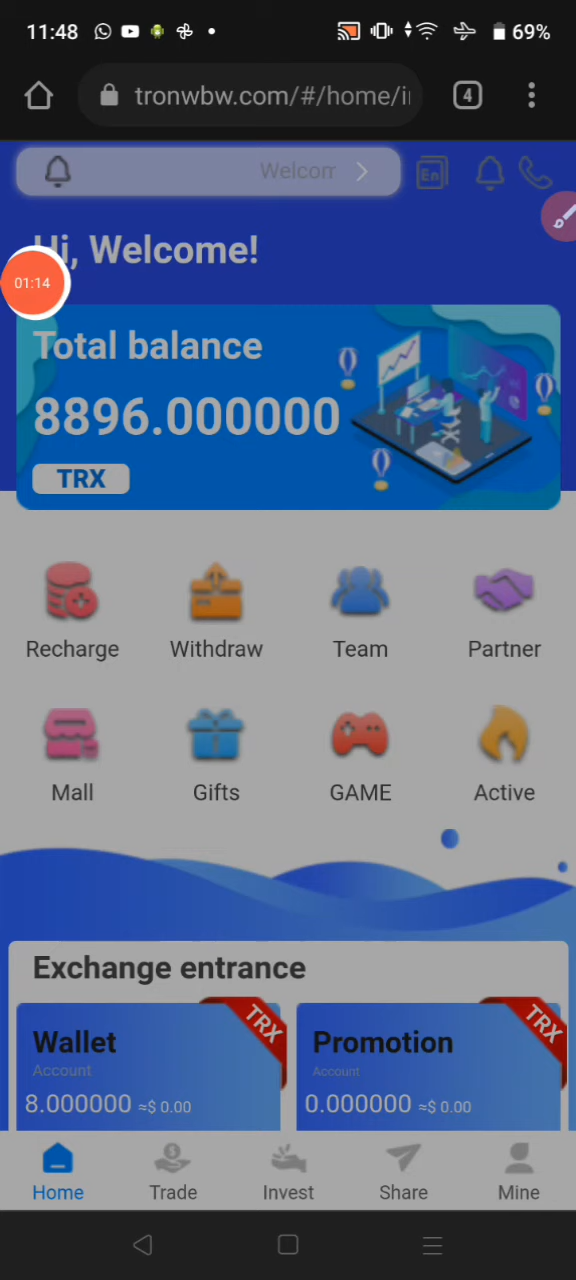 11:48
69%
tronwbw.com/#/home/i
4
Welcom
En
Hi, Welcome!
01:14
Total balance
8896.000000
TRX
Recharge
Withdraw
Team
Partner
Mall
Gifts
GAME
Active
Exchange entrance
TRX
TRX
Wallet
Promotion
Account
Account
8.000000 ≈$ 0.00
0.000000 ≈$ 0.00
Home
Trade
Invest
Share
Mine